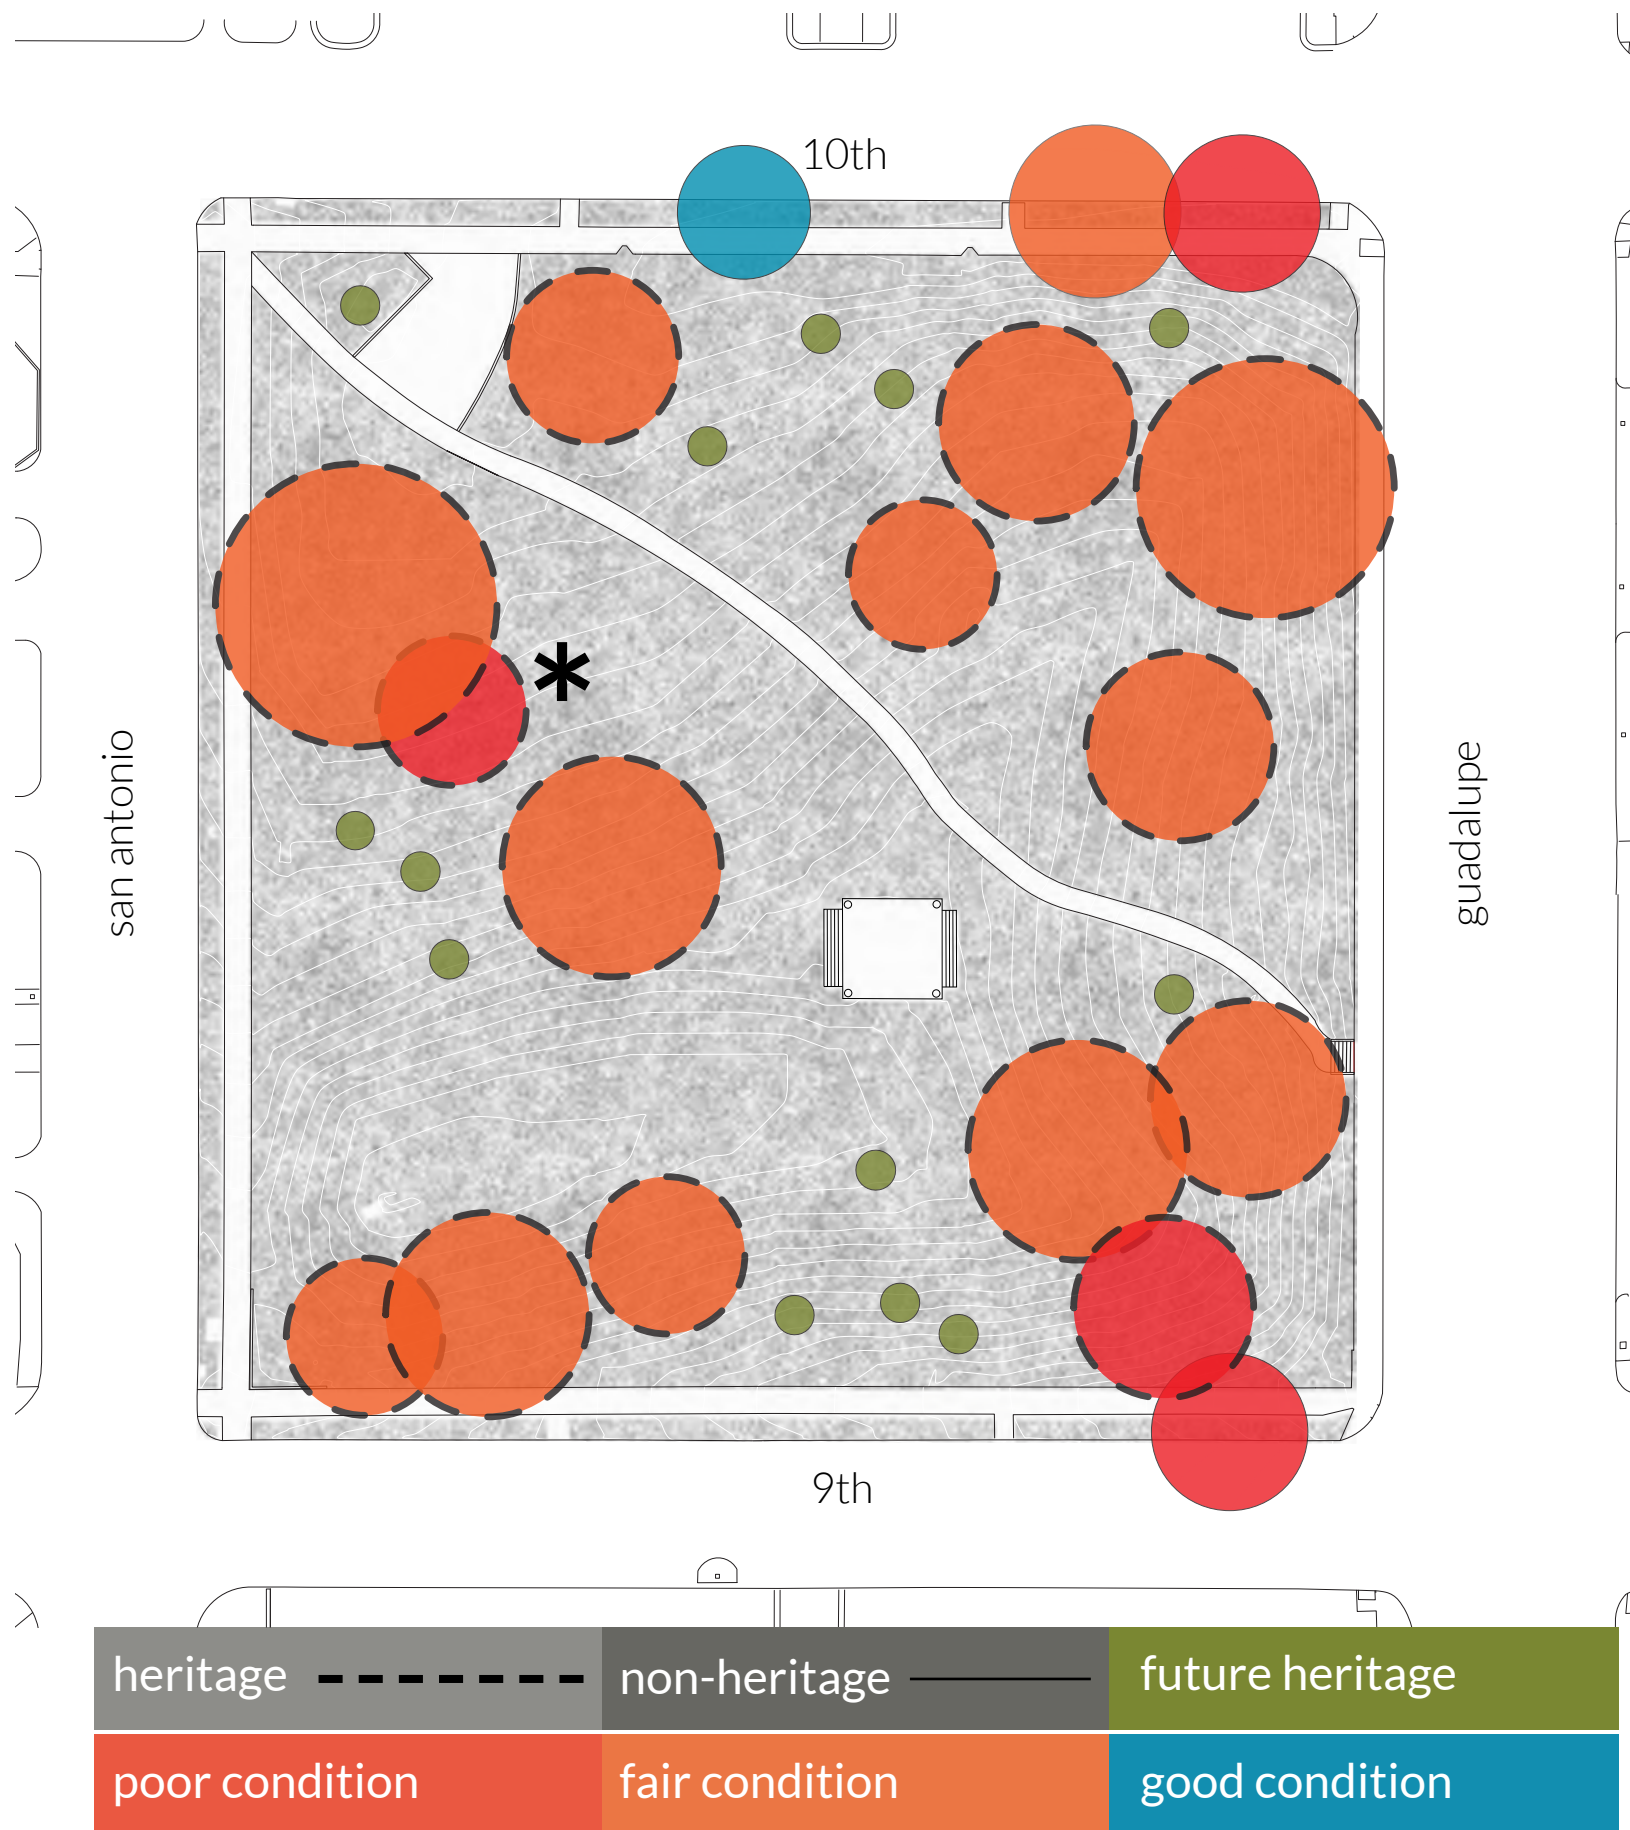 10th
san antonio
*
guadalupe
9th
heritage
non-heritage
future heritage
poor condition
fair condition
good condition